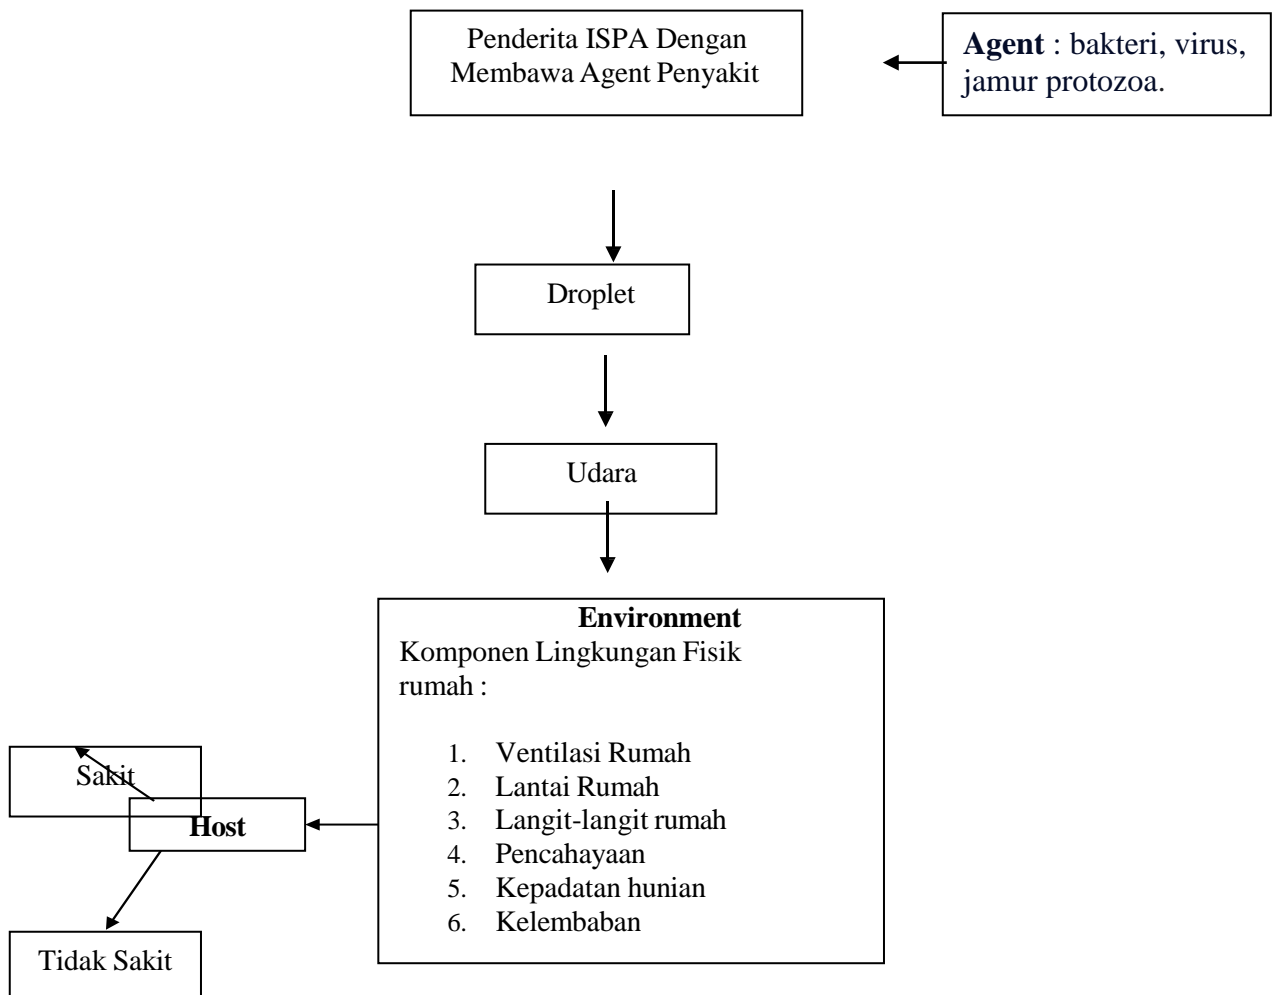 Penderita ISPA Dengan
Membawa Agent Penyakit
Agent : bakteri, virus,
jamur protozoa.
Droplet
Udara
Environment
Komponen Lingkungan Fisik
rumah :
1. Ventilasi Rumah
2. Lantai Rumah
3. Langit-langit rumah
4. Pencahayaan
5. Kepadatan hunian
6. Kelembaban
Sakit
Host
Tidak Sakit